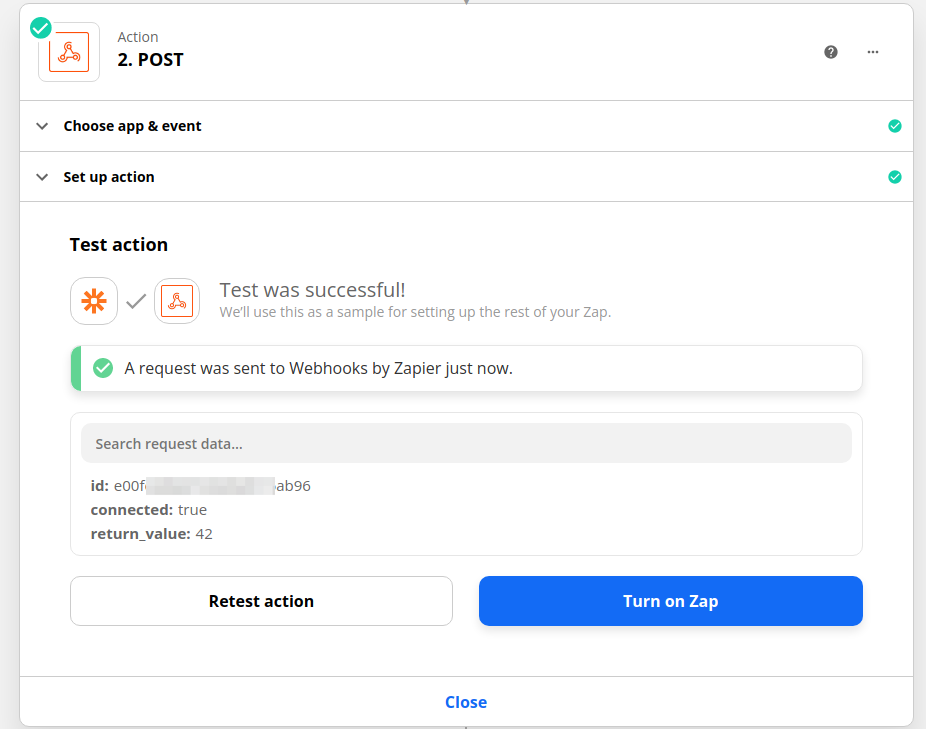 Action
2. POST
Choose app & event
Set up action
Test action
Test was successful!
We'll use this as a sample for setting up the rest of your Zap.
A request was sent to Webhooks by Zapier just now.
Search request data...
id: e00f ab96
connected: true
return_value: 42
Retest action
Turn on Zap
Close